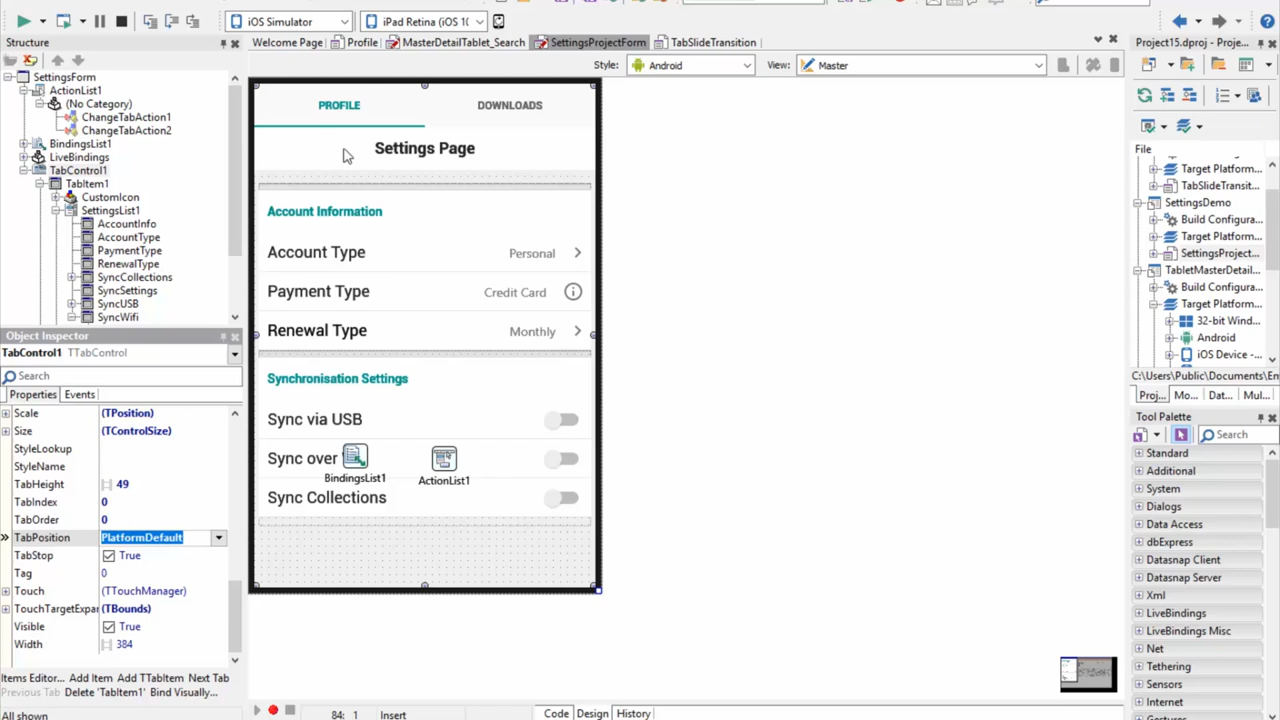 iOS Simulator
iPad Retina (iOS 10
Structure
Welcome Page
Profile
MasterDetailTablet_Search
SettingsProjectForm
TabSlideTransition
Project15.dproj - Proje...
Style:
Android
View:
Master
SettingsForm
ActionList1
(No Category)
ChangeTabAction1
ChangeTabAction2
BindingsList1
LiveBindings
TabControl1
TabItem1
CustomIcon
SettingsList1
AccountInfo
AccountType
PaymentType
RenewalType
SyncCollections
SyncSettings
SyncUSB
SyncWifi
Object Inspector
TabControl1 TTabControl
Search
Properties
Events
Scale (TPosition)
Size (TControlSize)
StyleLookup
StyleName
TabHeight 49
TabIndex 0
TabOrder 0
TabPosition PlatformDefault
TabStop True
Tag 0
Touch (TTouchManager)
TouchTargetExpan (TBounds)
Visible True
Width 384
Items Editor... Add Item Add TTabItem Next Tab
Previous Tab Delete 'TabItem1' Bind Visually...
All shown
PROFILE
DOWNLOADS
Settings Page
Account Information
Account Type Personal
Payment Type Credit Card
Renewal Type Monthly
Synchronisation Settings
Sync via USB
Sync over
BindingsList1
ActionList1
Sync Collections
84: 1
Insert
Code
Design
History
File
Target Platform...
TabSlideTransit...
SettingsDemo
Build Configura...
Target Platform...
SettingsProject...
TabletMasterDetail...
Build Configura...
Target Platform...
32-bit Wind...
Android
iOS Device -...
C:\Users\Public\Documents\Em
Proj...
Mo...
Dat...
Mul...
Tool Palette
Search
Standard
Additional
System
Dialogs
Data Access
dbExpress
Datasnap Client
Datasnap Server
Xml
LiveBindings
LiveBindings Misc
Net
Tethering
Sensors
Internet